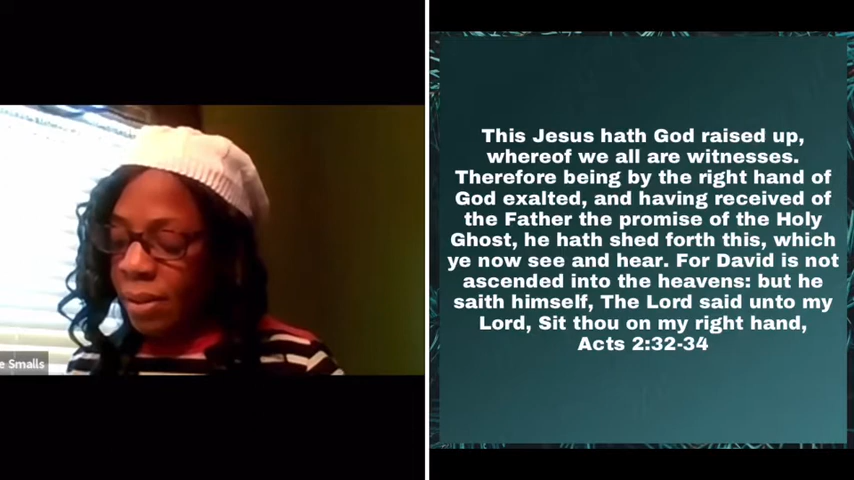 e Smalls
This Jesus hath God raised up,
whereof we all are witnesses.
Therefore being by the right hand of
God exalted, and having received of
the Father the promise of the Holy
Ghost, he hath shed forth this, which
ye now see and hear. For David is not
ascended into the heavens: but he
saith himself, The Lord said unto my
Lord, Sit thou on my right hand,
Acts 2:32-34